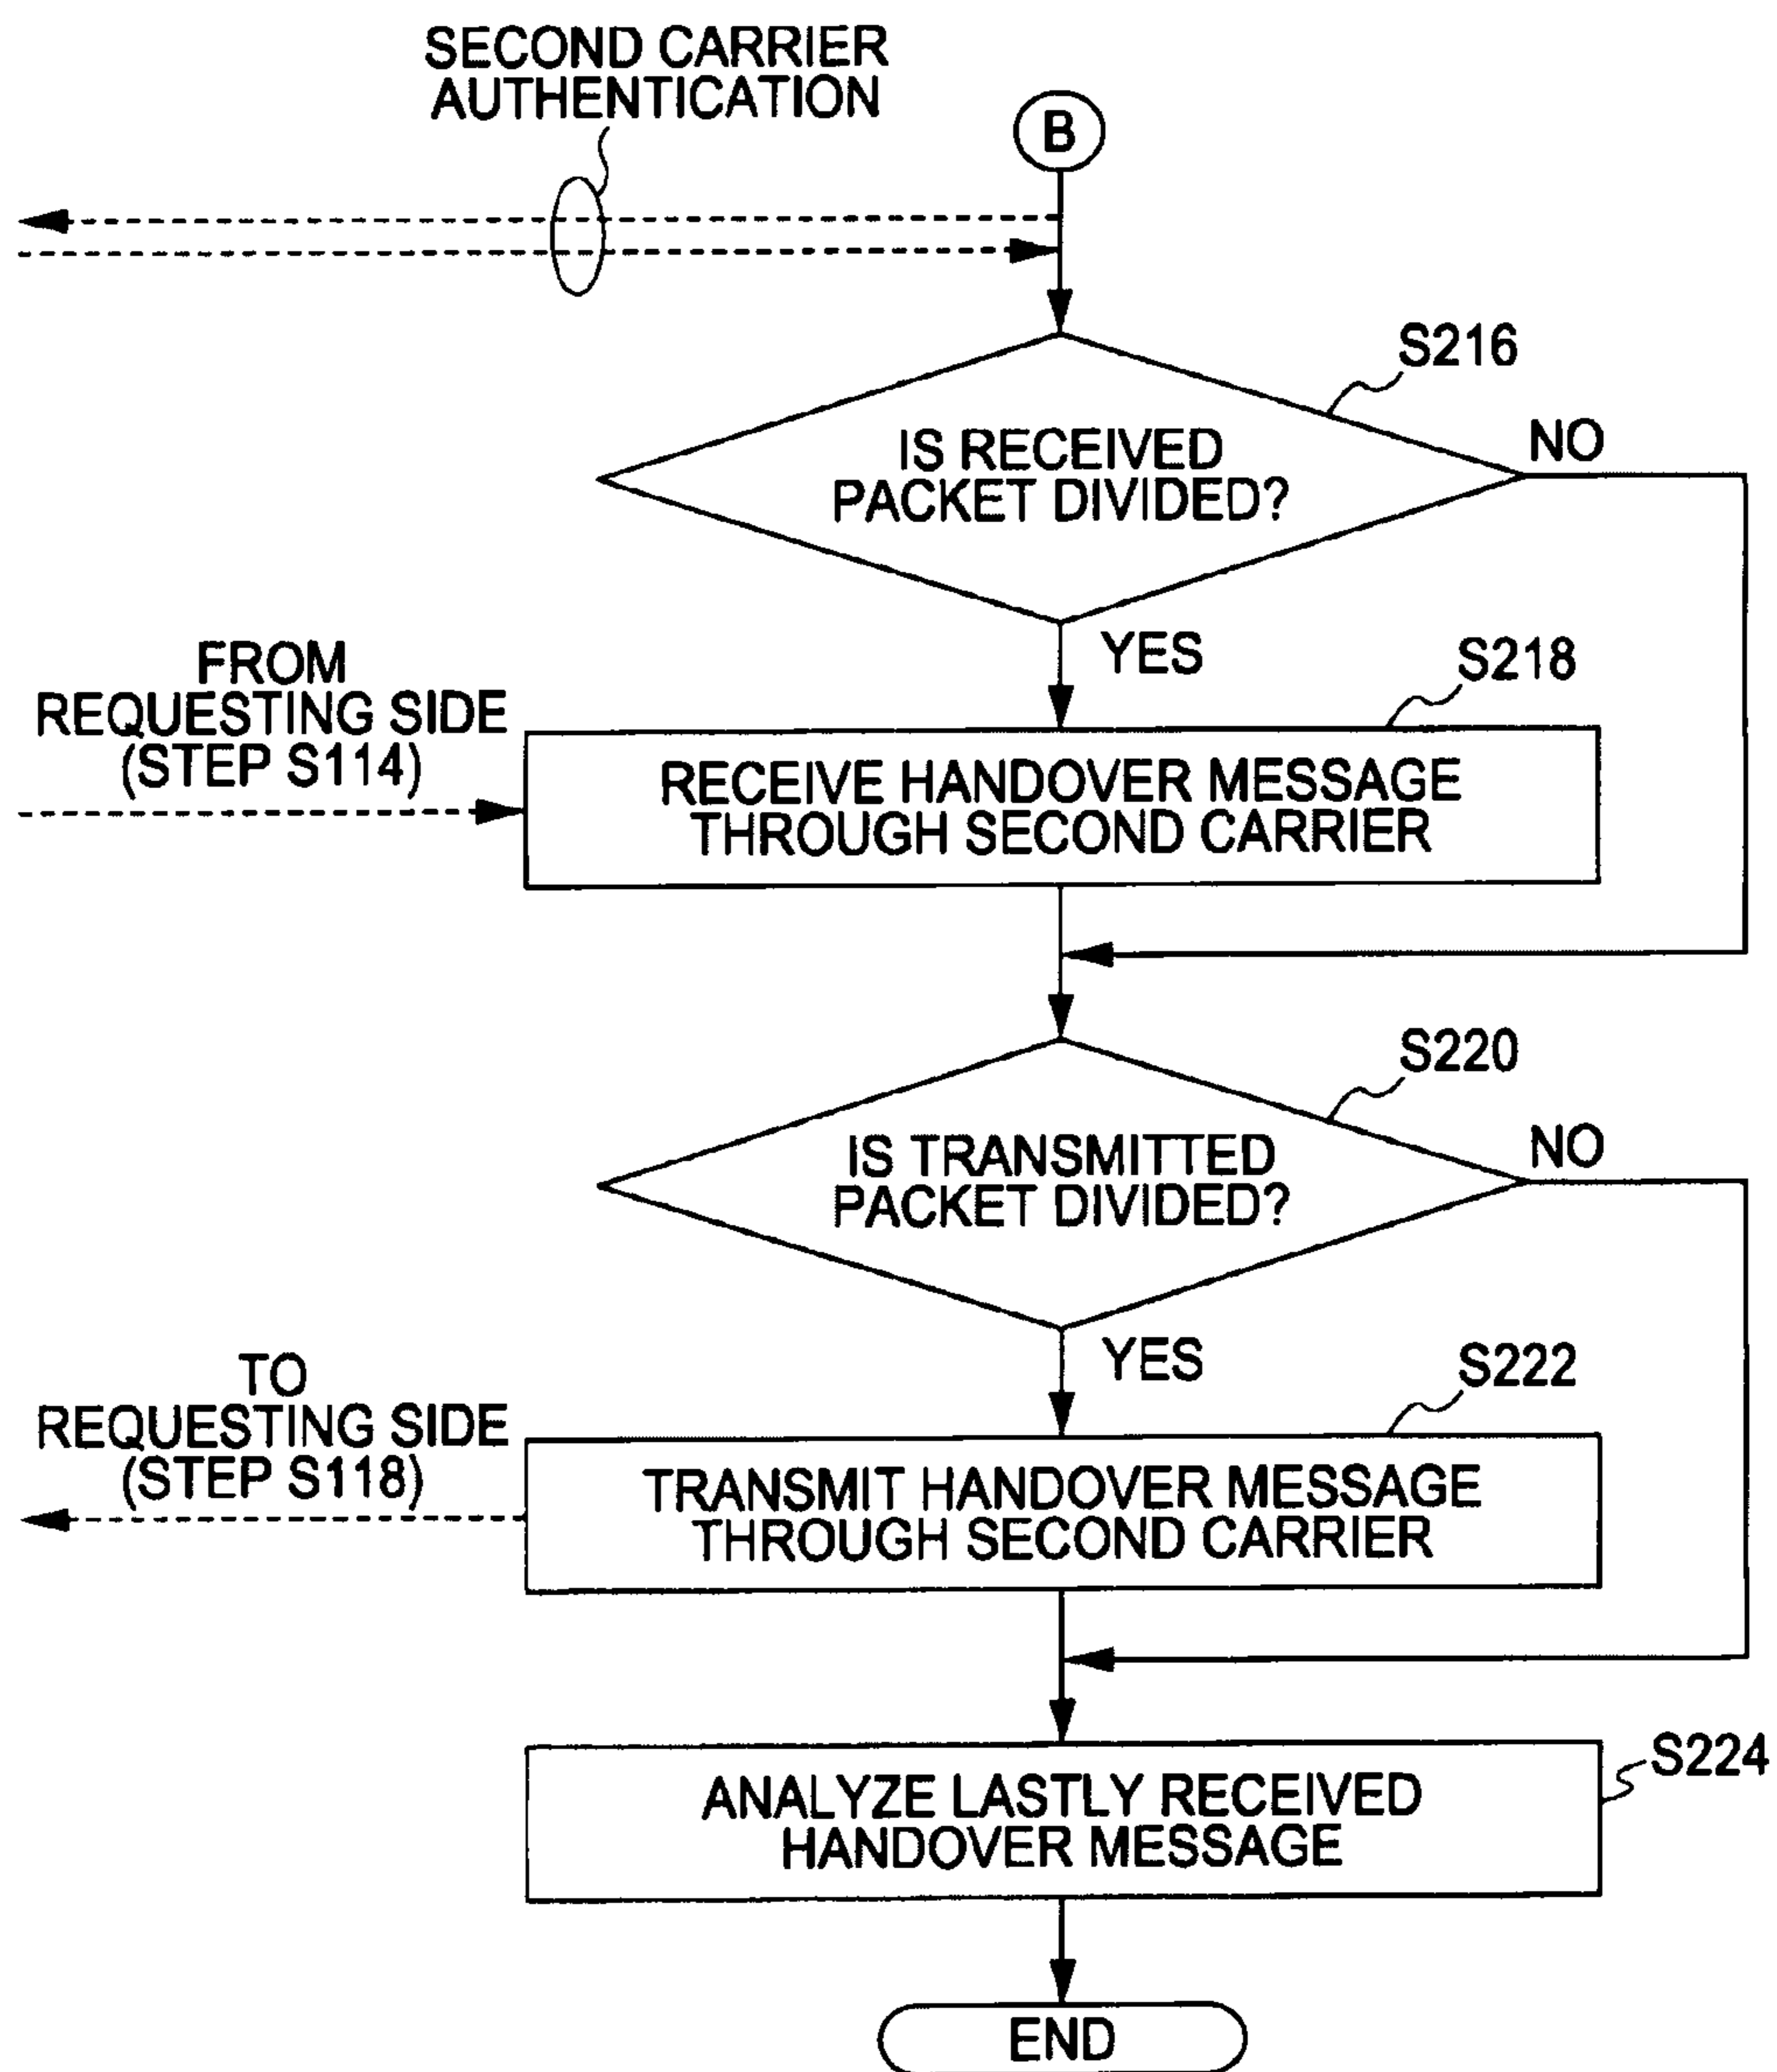 SECOND CARRIER
AUTHENTICATION
B
S216
IS RECEIVED
PACKET DIVIDED?
NO
YES
S218
FROM
REQUESTING SIDE
(STEP S114)
RECEIVE HANDOVER MESSAGE
THROUGH SECOND CARRIER
S220
IS TRANSMITTED
PACKET DIVIDED?
NO
YES
S222
TO
REQUESTING SIDE
(STEP S118)
TRANSMIT HANDOVER MESSAGE
THROUGH SECOND CARRIER
S224
ANALYZE LASTLY RECEIVED
HANDOVER MESSAGE
END